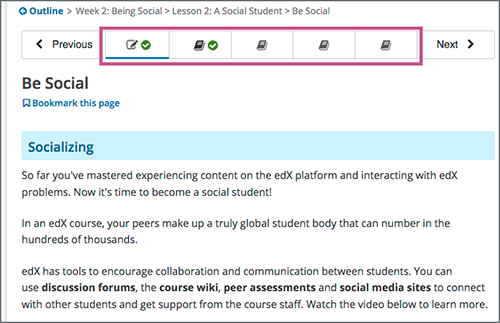 Outline > Week 2: Being Social > Lesson 2: A Social Student > Be Social
Previous
Next
Be Social
Bookmark this page
Socializing
So far you've mastered experiencing content on the edX platform and interacting with edX
problems. Now it's time to become a social student!
In an edX course, your peers make up a truly global student body that can number in the
hundreds of thousands.
edX has tools to encourage collaboration and communication between students. You can
use discussion forums, the course wiki, peer assessments and social media sites to connect
with other students and get support from the course staff. Watch the video below to learn more.